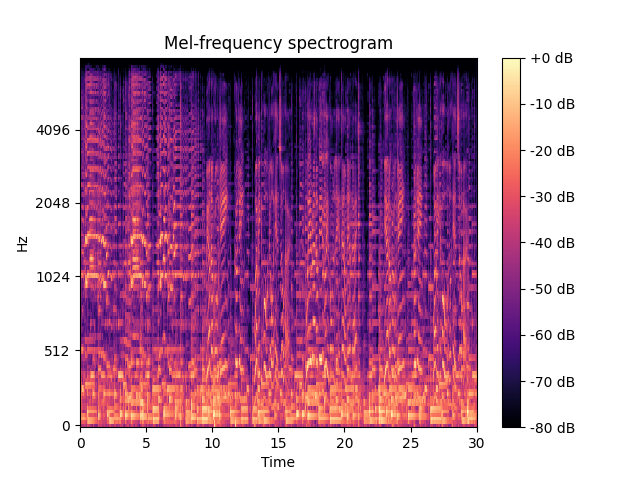 Mel-frequency spectrogram
+0 dB
-10 dB
-20 dB
-30 dB
-40 dB
-50 dB
-60 dB
-70 dB
-80 dB
4096
2048
1024
512
0
Hz
0 5 10 15 20 25 30
Time